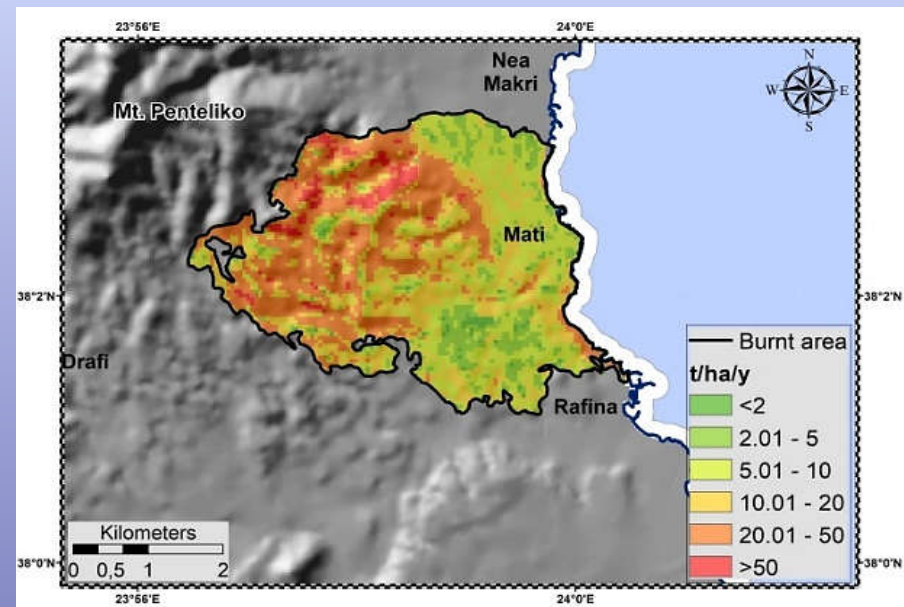 23°56'E
24°0'E
Nea
Makri
N
W
E
S
Mt. Penteliko
Mati
38°2'N
38°2'N
Drafi
Rafina
Burnt area
t/ha/y
<2
2.01 - 5
5.01 - 10
10.01 - 20
20.01 - 50
>50
Kilometers
0 0,5 1 2
38°0'N
38°0'N
23°56'E
24°0'E